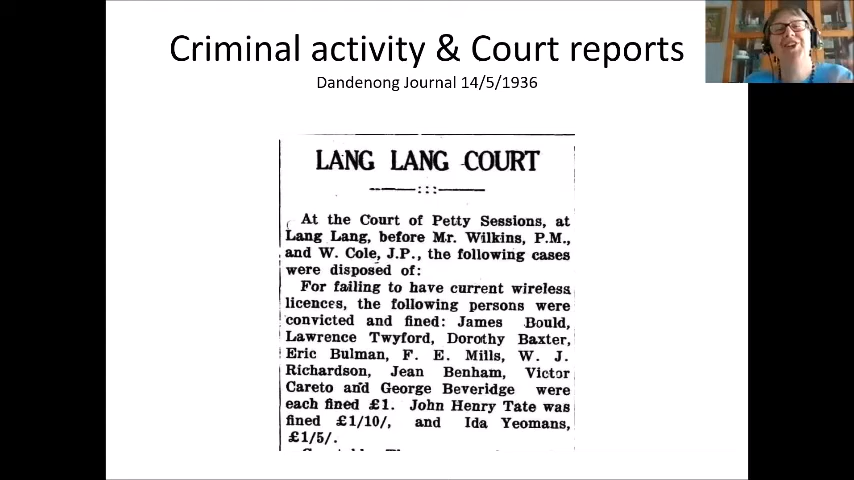 Criminal activity & Court reports
Dandenong Journal 14/5/1936
LANG LANG COURT
At the Court of Petty Sessions, at
Lang Lang, before Mr. Wilkins, P.M.,
and W. Cole, J.P., the following cases
were disposed of:
For failing to have current wireless
licences, the following persons were
convicted and fined: James Bould,
Lawrence Twyford, Dorothy Baxter,
Eric Bulman, F. E. Mills, W. J.
Richardson, Jean Benham, Victor
Careto and George Beveridge were
each fined £1. John Henry Tate was
fined £1/10/, and Ida Yeomans,
£1/5/.